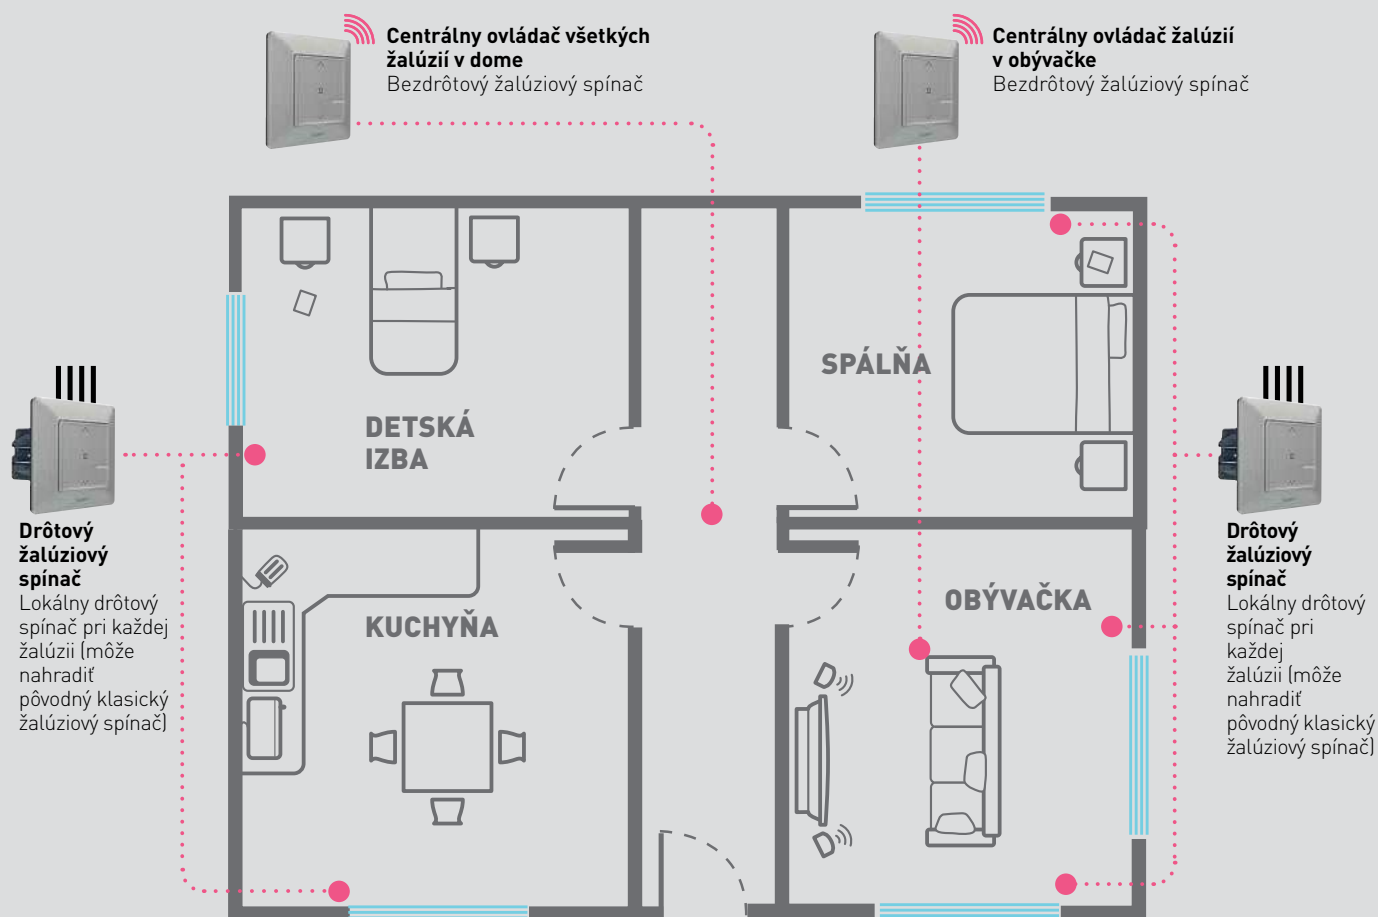 Centrálny ovládač všetkých
žalúzií v dome
Bezdrôtový žalúziový spínač
Centrálny ovládač žalúzií
v obývačke
Bezdrôtový žalúziový spínač
SPÁLŇA
DETSKÁ
IZBA
KUCHYŇA
OBÝVAČKA
Drôtový
žalúziový
spínač
Lokálny drôtový
spínač pri každej
žalúzii (môže
nahradiť
pôvodný klasický
žalúziový spínač)
Drôtový
žalúziový
spínač
Lokálny drôtový
spínač pri
každej
žalúzii (môže
nahradiť
pôvodný klasický
žalúziový spínač)